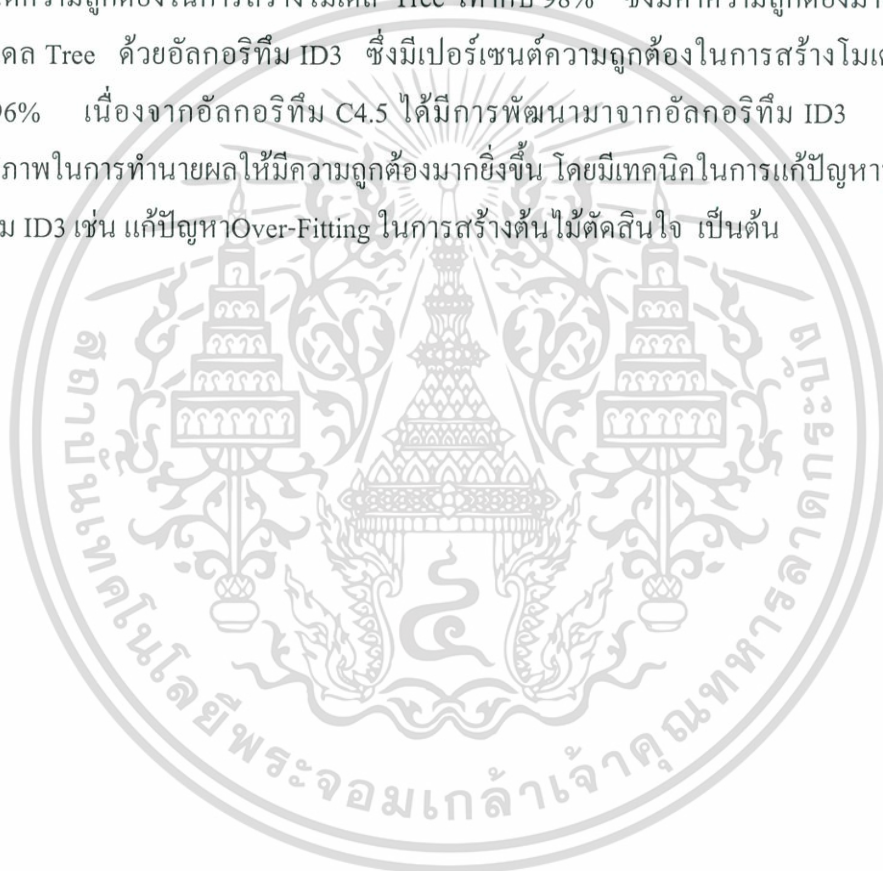 ความถูกต้องในการสร้างโมเดล Tree เท่ากับ 98% ซึ่งมีค่าความถูกต้อง
เดล Tree ด้วยอัลกอริทึม ID3 ซึ่งมีเปอร์เซนต์ความถูกต้องในการสร้างโมเด
96% เนื่องจากอัลกอริทึม C4.5 ได้มีการพัฒนามาจากอัลกอริทึม ID3
ภาพในการทำนายผลให้มีความถูกต้องมากยิ่งขึ้น โดยมีเทคนิคในการแก้ปัญหา
ม ID3 เช่น แก้ปัญหาOver-Fitting ในการสร้างต้นไม้ตัดสินใจ เป็นต้น
สถาบันเทคโนโลยีพระจอมเกล้าเจ้าคุณทหารลาดกระบัง